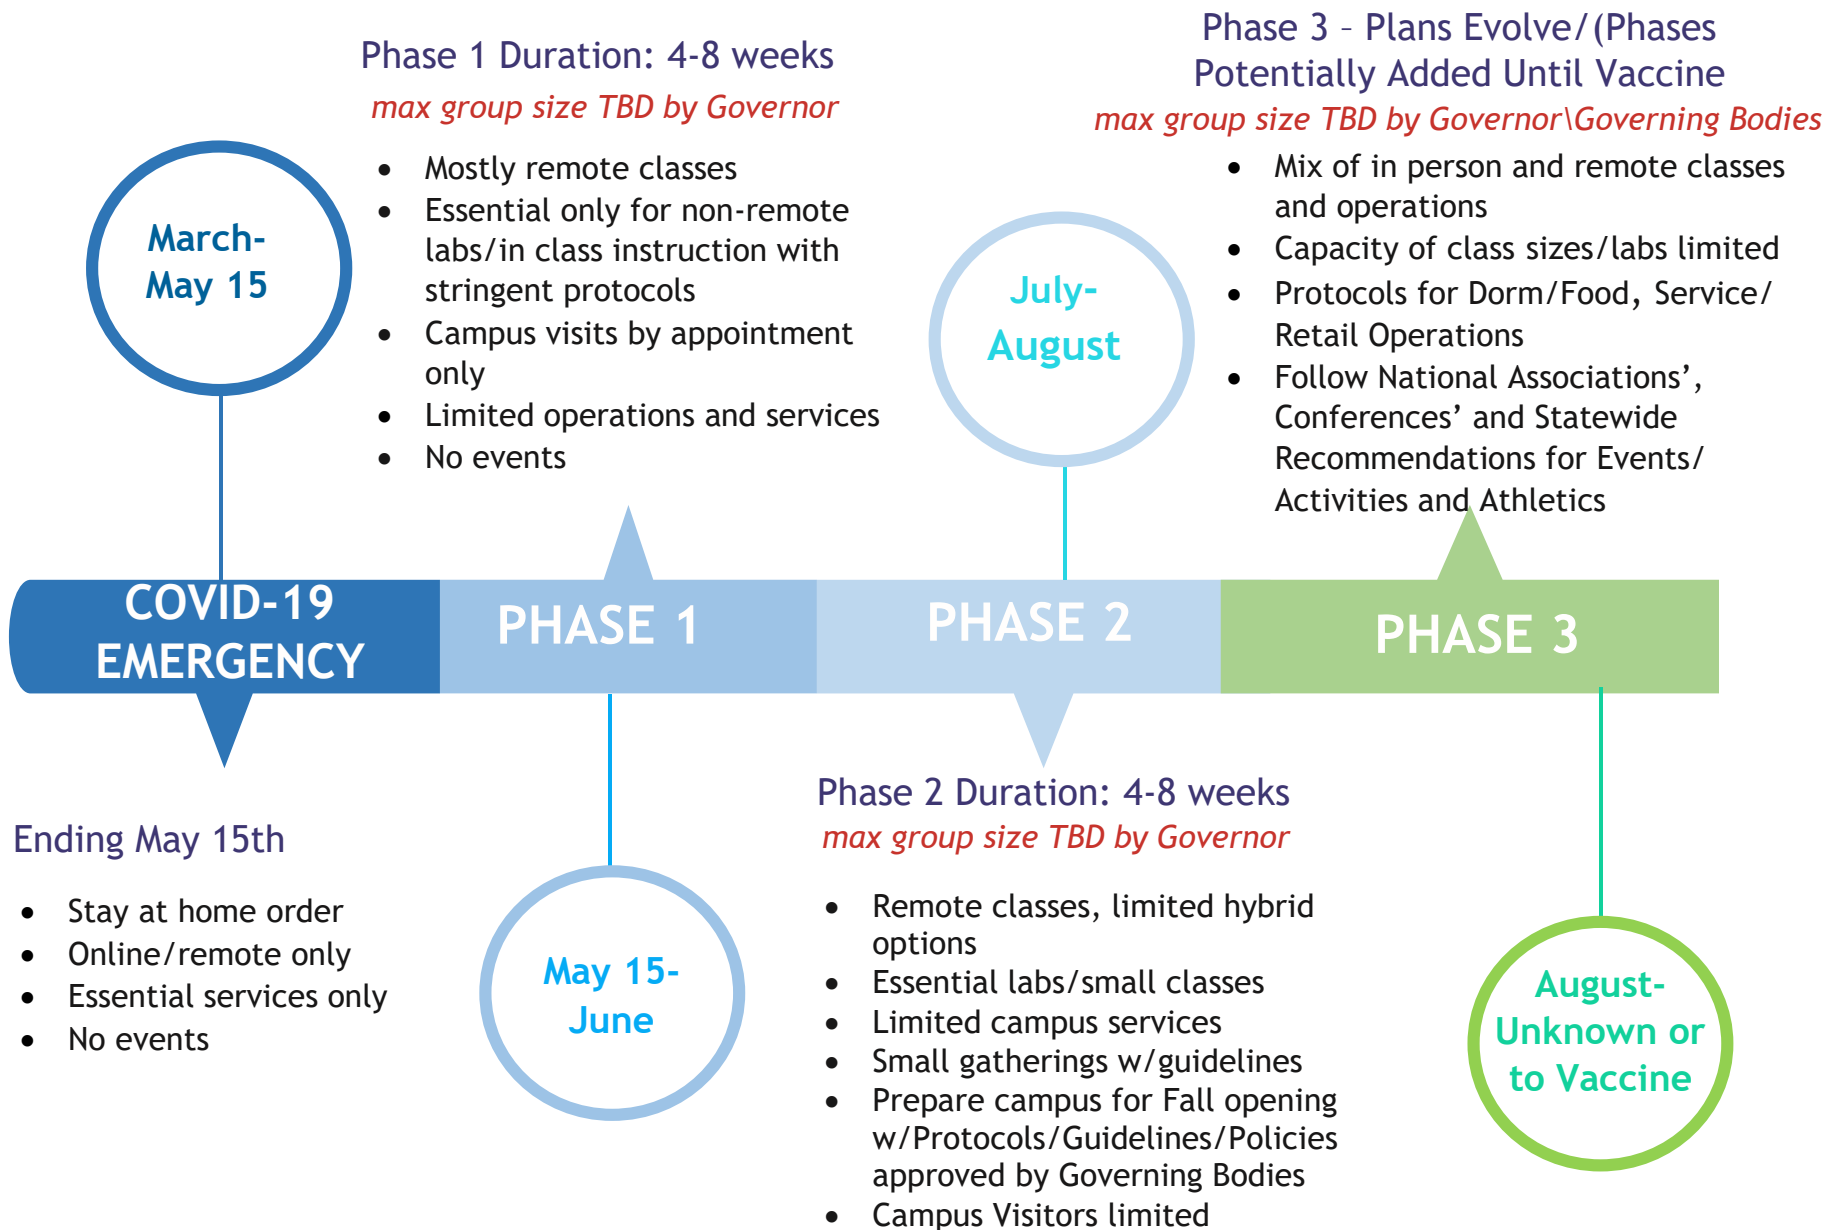 Phase 1 Duration: 4-8 weeks
max group size TBD by Governor
• Mostly remote classes
• Essential only for non-remote
labs/in class instruction with
stringent protocols
• Campus visits by appointment
only
• Limited operations and services
• No events
Phase 3 – Plans Evolve/(Phases
Potentially Added Until Vaccine
max group size TBD by Governor\Governing Bodies
• Mix of in person and remote classes
and operations
• Capacity of class sizes/labs limited
• Protocols for Dorm/Food, Service/
Retail Operations
• Follow National Associations’,
Conferences’ and Statewide
Recommendations for Events/
Activities and Athletics
March-
May 15
July-
August
COVID-19
EMERGENCY
PHASE 1
PHASE 2
PHASE 3
Ending May 15th
• Stay at home order
• Online/remote only
• Essential services only
• No events
May 15-
June
Phase 2 Duration: 4-8 weeks
max group size TBD by Governor
• Remote classes, limited hybrid
options
• Essential labs/small classes
• Limited campus services
• Small gatherings w/guidelines
• Prepare campus for Fall opening
w/Protocols/Guidelines/Policies
approved by Governing Bodies
• Campus Visitors limited
August-
Unknown or
to Vaccine